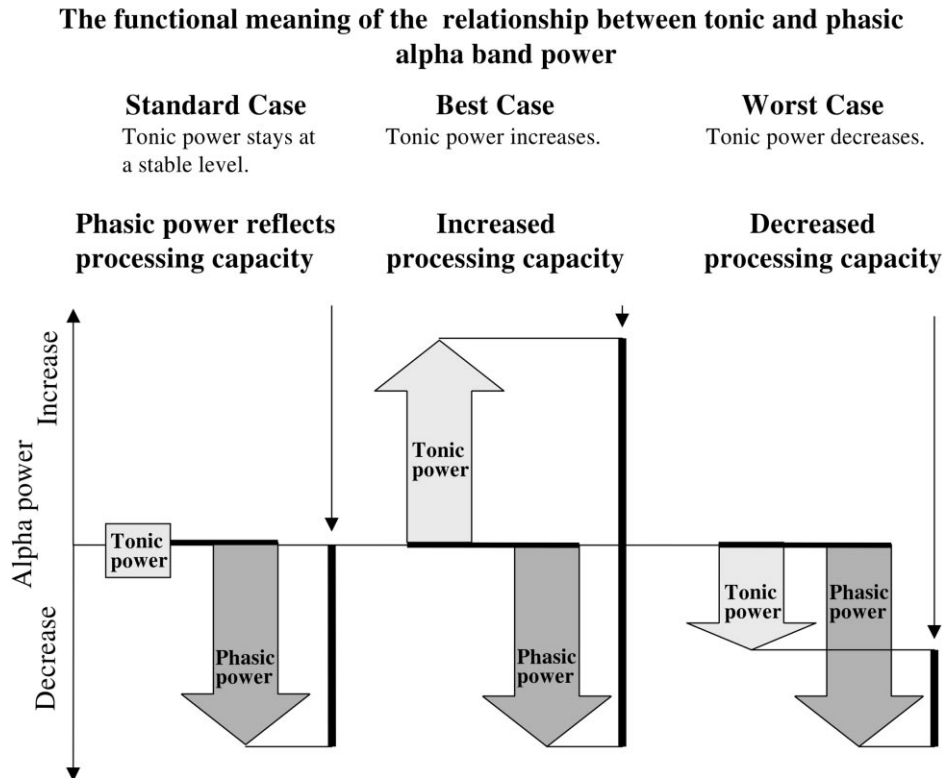 The functional meaning of the relationship between tonic and phasic
alpha band power
Standard Case
Tonic power stays at
a stable level.
Best Case
Tonic power increases.
Worst Case
Tonic power decreases.
Phasic power reflects
processing capacity
Increased
processing capacity
Decreased
processing capacity
Alpha power
Increase
Decrease
Tonic
power
Phasic
power
Tonic
power
Phasic
power
Tonic
power
Phasic
power